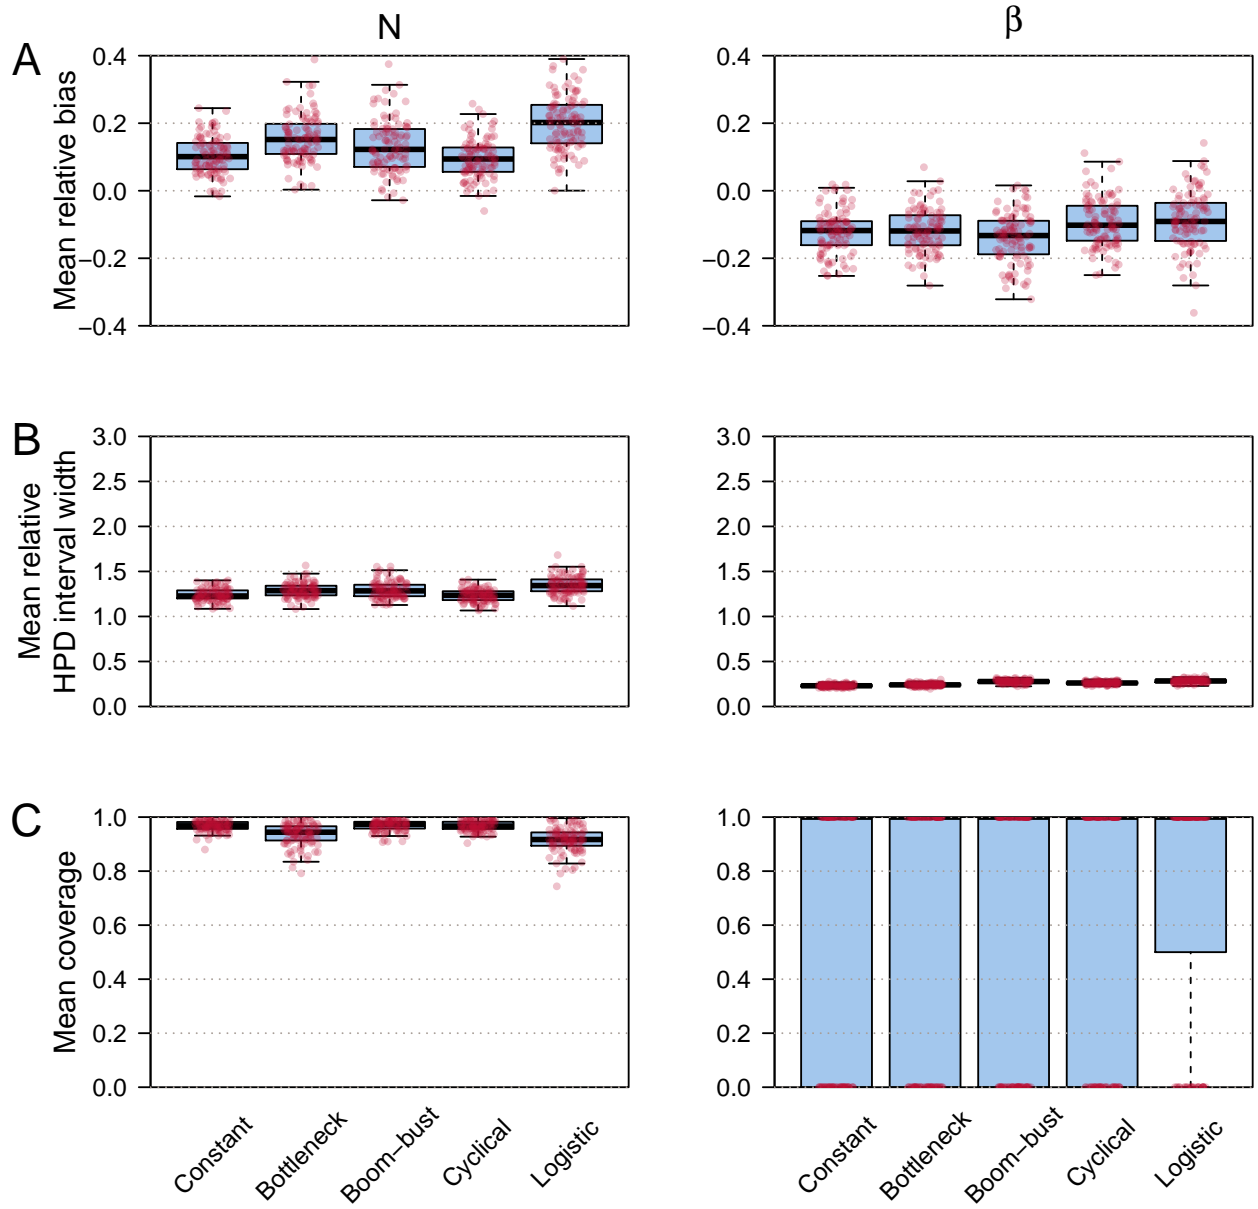 N
β
A
Mean relative bias
0.4
0.2
0.0
−0.2
−0.4
0.4
0.2
0.0
−0.2
−0.4
B
Mean relative
HPD interval width
3.0
2.5
2.0
1.5
1.0
0.5
0.0
3.0
2.5
2.0
1.5
1.0
0.5
0.0
C
Mean coverage
1.0
0.8
0.6
0.4
0.2
0.0
1.0
0.8
0.6
0.4
0.2
0.0
Constant
Bottleneck
Boom−bust
Cyclical
Logistic
Constant
Bottleneck
Boom−bust
Cyclical
Logistic